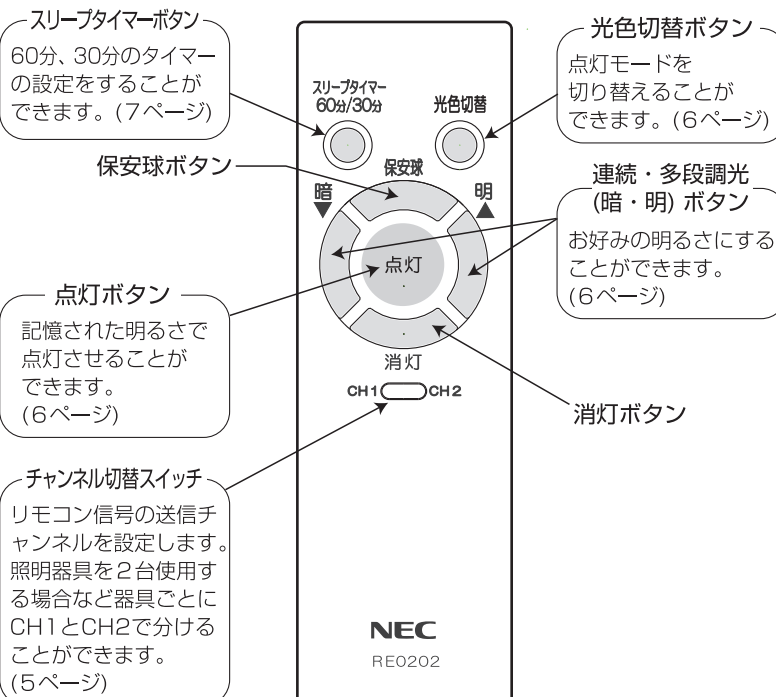 スリープタイマーボタン
60分、30分のタイマー
の設定をすることが
できます。(7ページ)
保安球ボタン
点灯ボタン
記憶された明るさで
点灯させることが
できます。
(6ページ)
チャンネル切替スイッチ
リモコン信号の送信チ
ャンネルを設定します。
照明器具を2台使用す
る場合など器具ごとに
CH1とCH2で分ける
ことができます。
(5ページ)
スリープタイマー
60分/30分
光色切替
保安球
暗
明
▼
▲
点灯
消灯
CH1 CH2
NEC
RE0202
光色切替ボタン
点灯モードを
切り替えることが
できます。(6ページ)
連続・多段調光
(暗・明) ボタン
お好みの明るさにする
ことができます。
(6ページ)
消灯ボタン